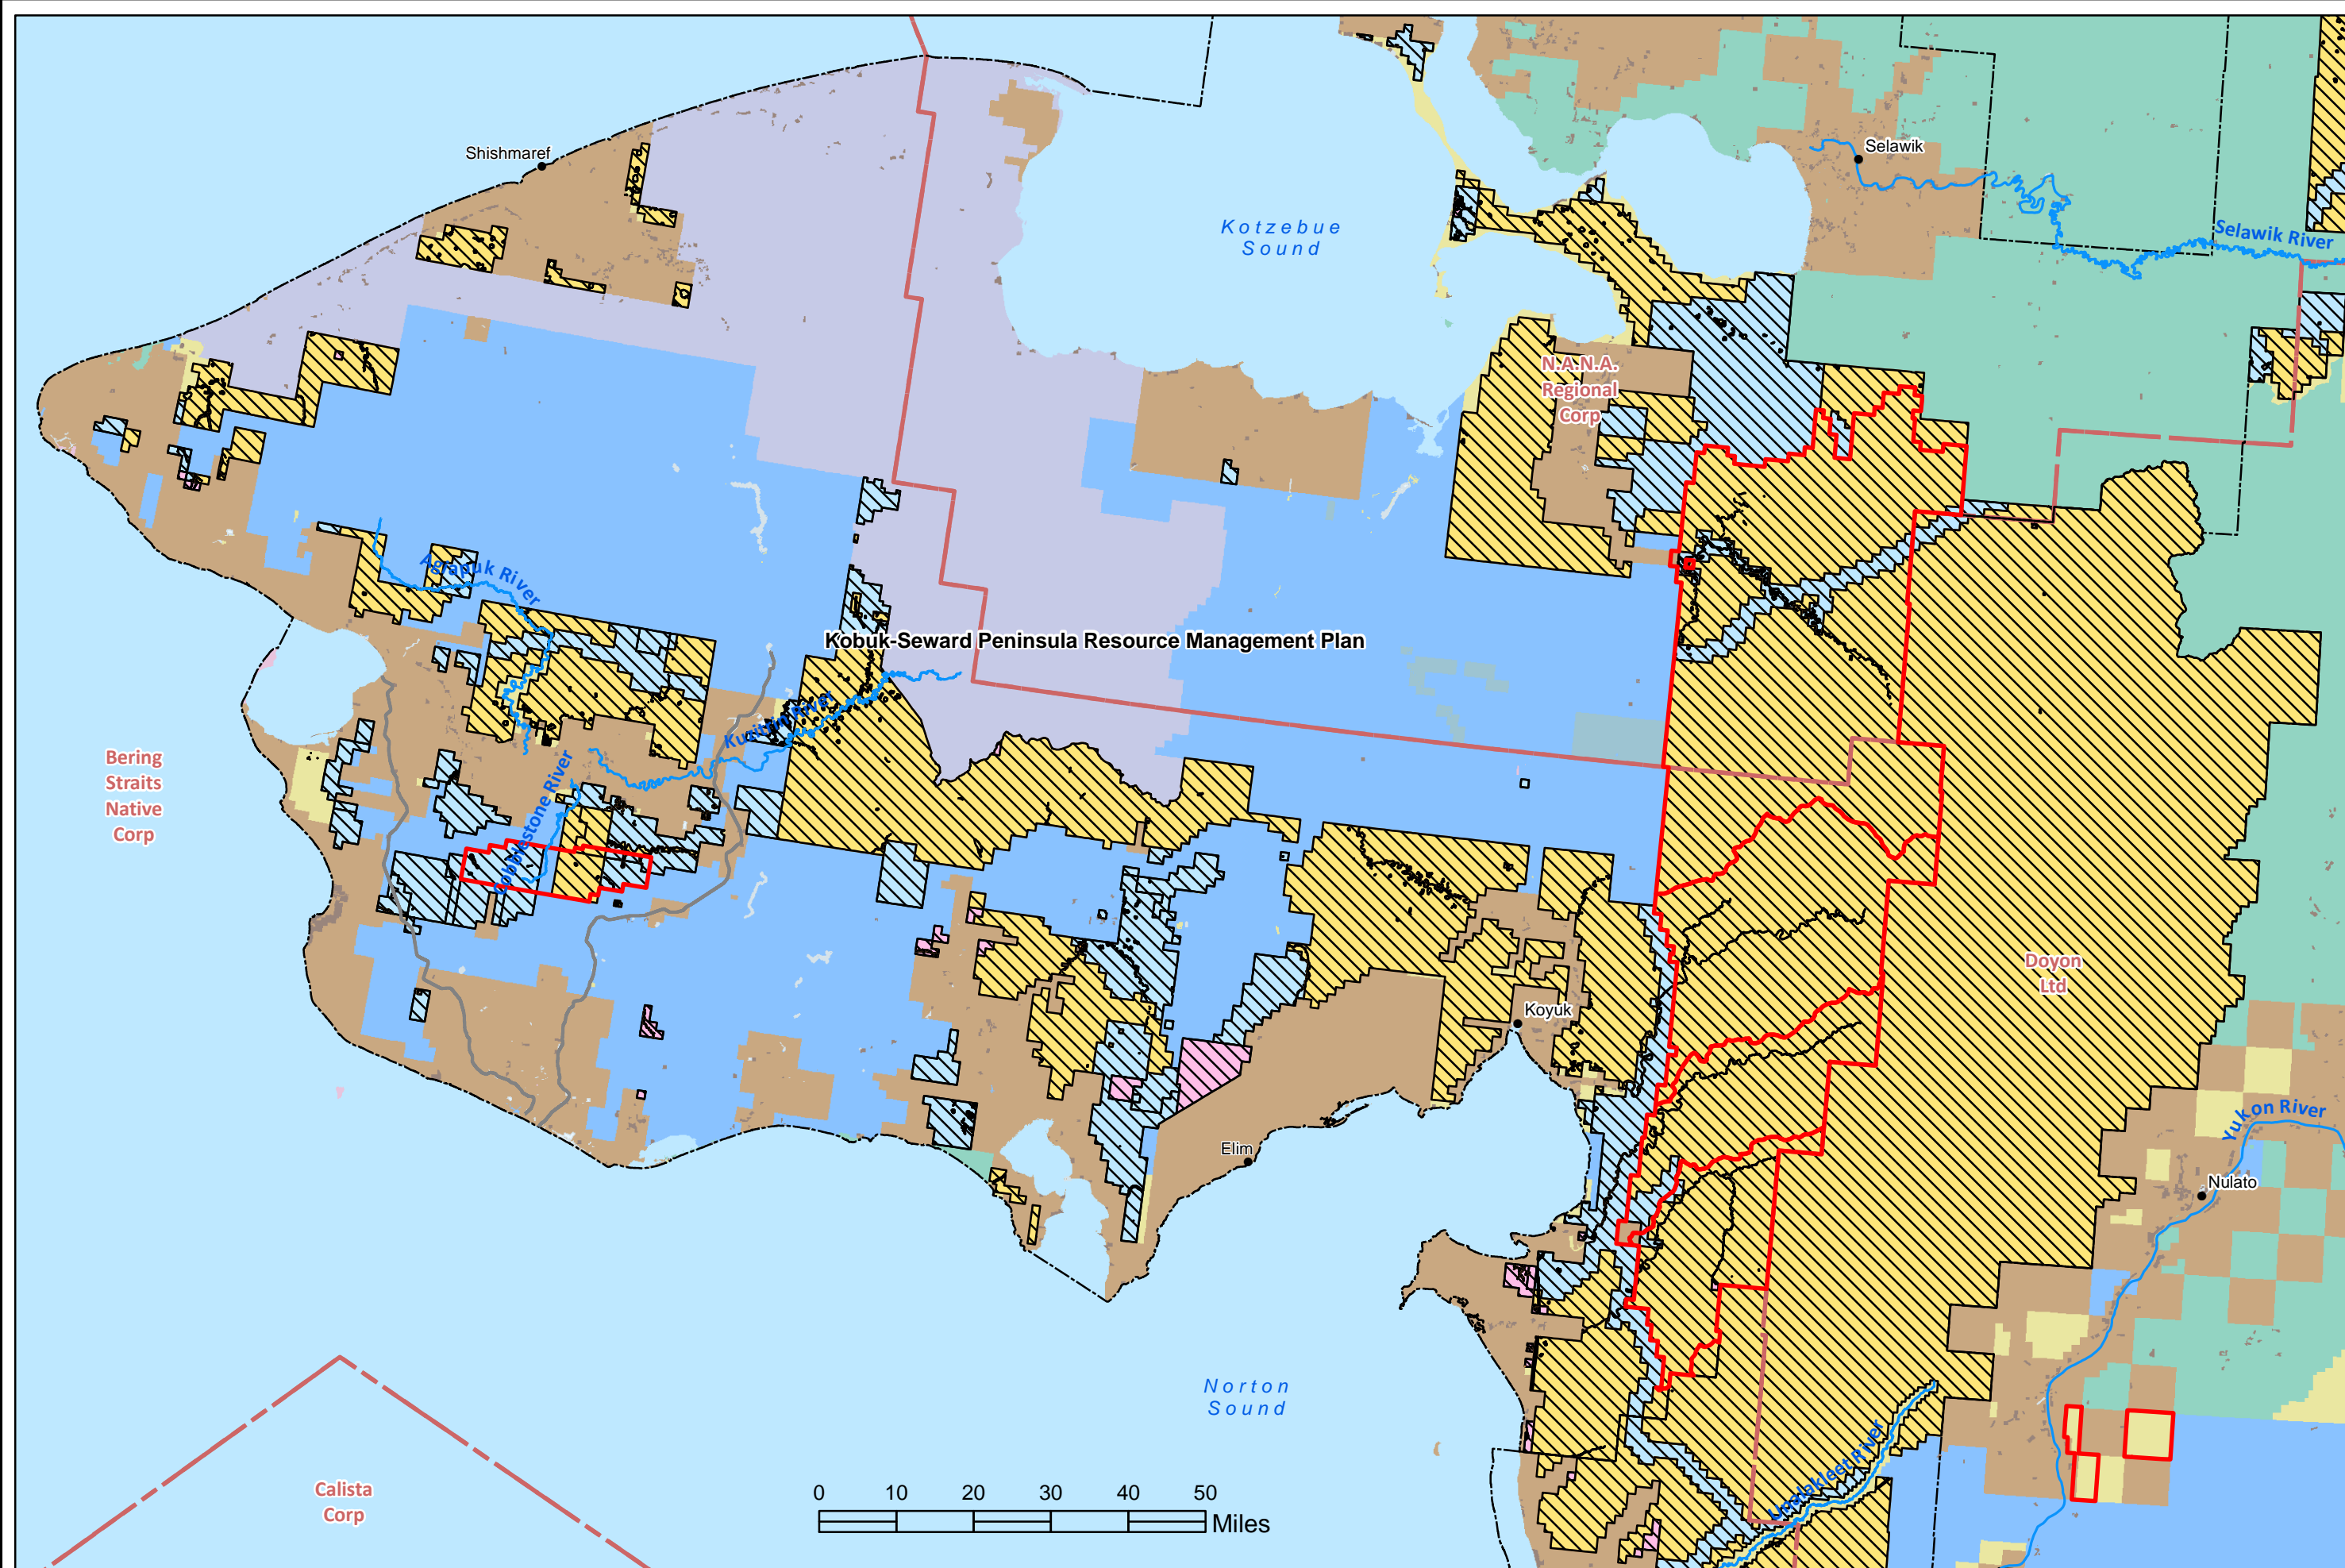 Shishmaref
Selawik
Kotzebue
Sound
Selawik River
N.A.N.A.
Regional
Corp
Agiapuk River
Kobuk-Seward Peninsula Resource Management Plan
Kuzitrin River
Bering
Straits
Native
Corp
Cobblestone River
Doyon
Ltd
Koyuk
Yukon River
Elim
Nulato
Norton
Sound
Unalakleet River
Calista
Corp
0 10 20 30 40 50
Miles